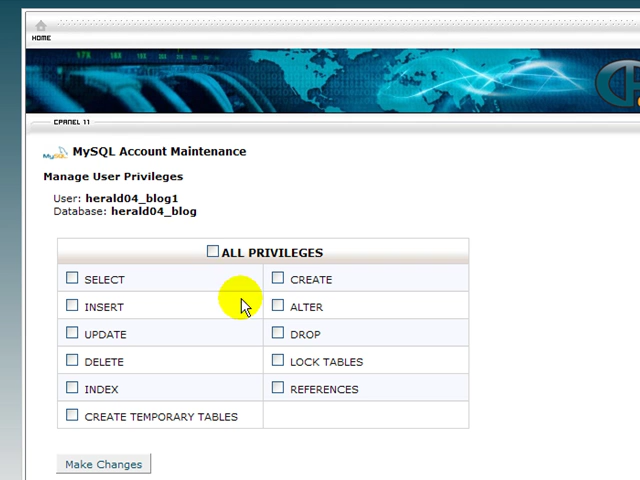 HOME
CPANEL 11
MySQL MySQL Account Maintenance
Manage User Privileges
User: herald04_blog1
Database: herald04_blog
ALL PRIVILEGES
SELECT CREATE
INSERT ALTER
UPDATE DROP
DELETE LOCK TABLES
INDEX REFERENCES
CREATE TEMPORARY TABLES
Make Changes